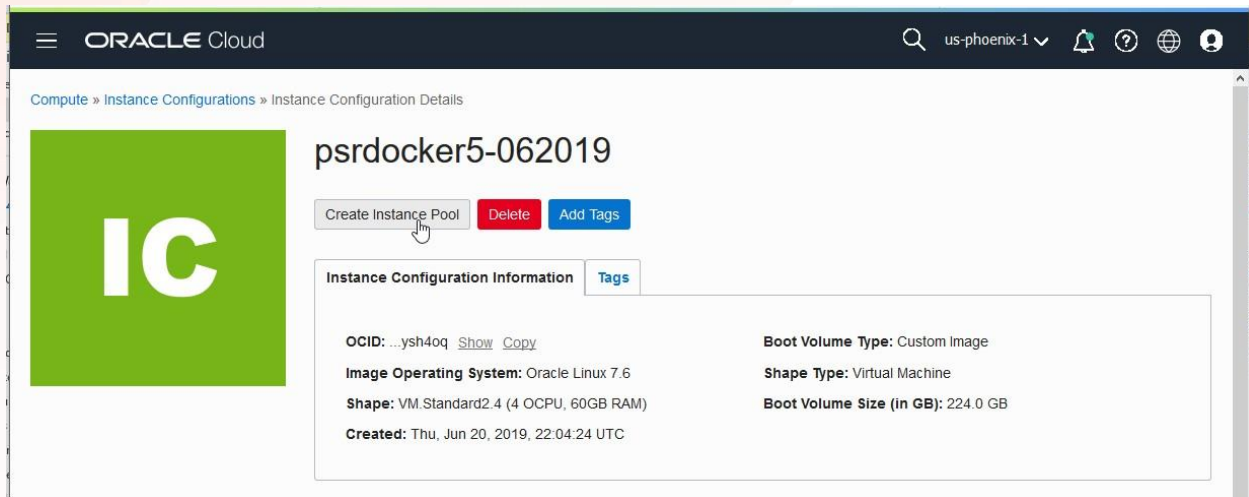 ORACLE Cloud us-phoenix-1
Compute » Instance Configurations » Instance Configuration Details
IC
psrdocker5-062019
Create Instance Pool Delete Add Tags
Instance Configuration Information Tags
OCID: ...ysh4oq Show Copy Boot Volume Type: Custom Image
Image Operating System: Oracle Linux 7.6 Shape Type: Virtual Machine
Shape: VM.Standard2.4 (4 OCPU, 60GB RAM) Boot Volume Size (in GB): 224.0 GB
Created: Thu, Jun 20, 2019, 22:04:24 UTC